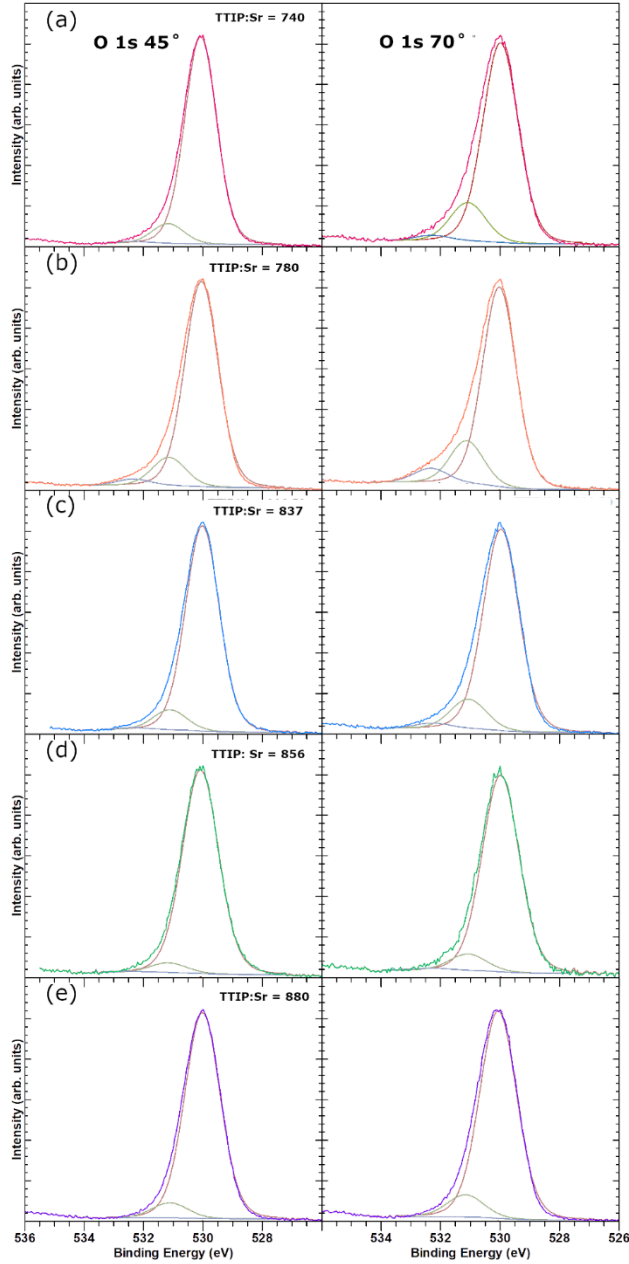 (a) TTIP:Sr = 740
O 1s 45° O 1s 70°
Intensity (arb. units)
(b) TTIP:Sr = 780
Intensity (arb. units)
(c) TTIP:Sr = 837
Intensity (arb. units)
(d) TTIP: Sr = 856
Intensity (arb. units)
(e) TTIP:Sr = 880
Intensity (arb. units)
536 534 532 530 528 534 532 530 528 526
Binding Energy (eV) Binding Energy (eV)